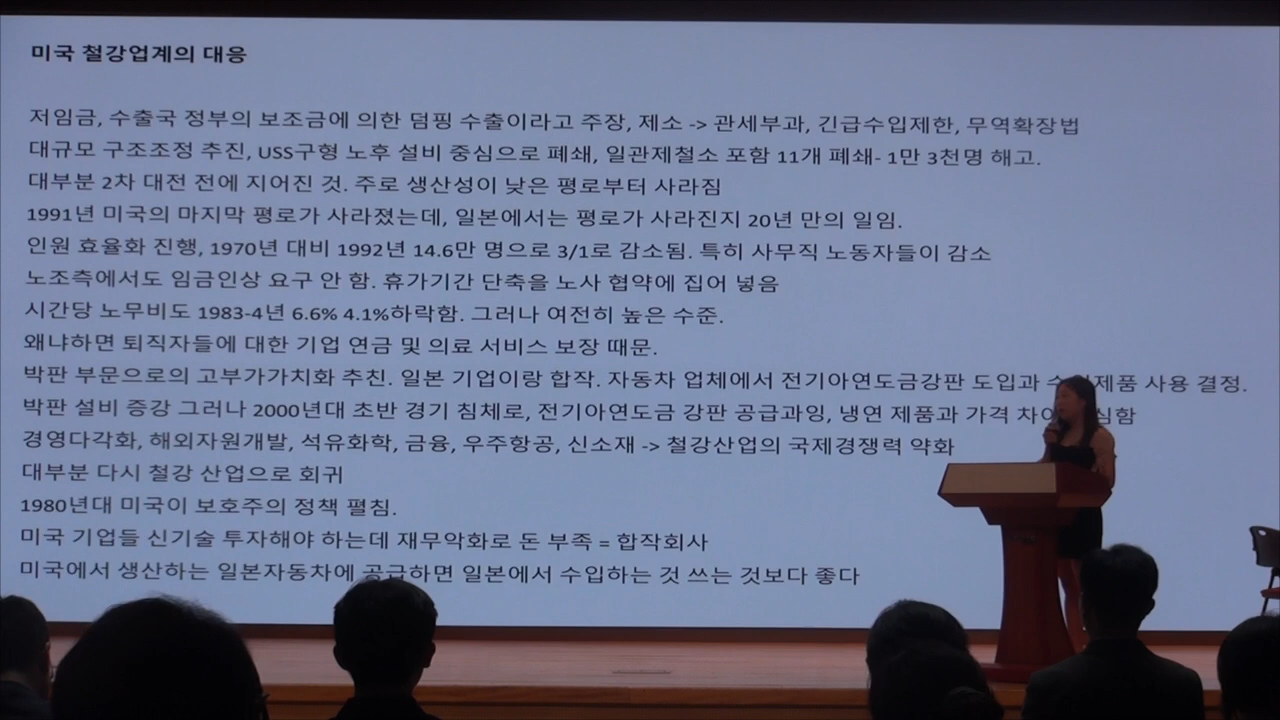 미국 철강업계의 대응
저임금, 수출국 정부의 보조금에 의한 덤핑 수출이라고 주장, 제소 -> 관세부과, 긴급수입제한, 무역확장법
대규모 구조조정 추진, USS구형 노후 설비 중심으로 폐쇄, 일관제철소 포함 11개 폐쇄- 1만 3천명 해고.
대부분 2차 대전 전에 지어진 것. 주로 생산성이 낮은 평로부터 사라짐
1991년 미국의 마지막 평로가 사라졌는데, 일본에서는 평로가 사라진지 20년 만의 일임.
인원 효율화 진행, 1970년 대비 1992년 14.6만 명으로 3/1로 감소됨. 특히 사무직 노동자들이 감소
노조측에서도 임금인상 요구 안 함. 휴가기간 단축을 노사 협약에 집어 넣음
시간당 노무비도 1983-4년 6.6% 4.1%하락함. 그러나 여전히 높은 수준.
왜냐하면 퇴직자들에 대한 기업 연금 및 의료 서비스 보장 때문.
박판 부문으로의 고부가가치화 추친. 일본 기업이랑 합작. 자동차 업체에서 전기아연도금강판 도입과 사용 결정.
박판 설비 증강 그러나 2000년대 초반 경기 침체로, 전기아연도금 강판 공급과잉, 냉연 제품과 가격
경영다각화, 해외자원개발, 석유화학, 금융, 우주항공, 신소재 -> 철강산업의 국제경쟁력 약화
대부분 다시 철강 산업으로 회귀
1980년대 미국이 보호주의 정책 펼침.
미국 기업들 신기술 투자해야 하는데 재무악화로 돈 부족 = 합작회사
미국에서 생산하는 일본자동차에 공급하면 일본에서 수입하는 것 쓰는 것보다 좋다